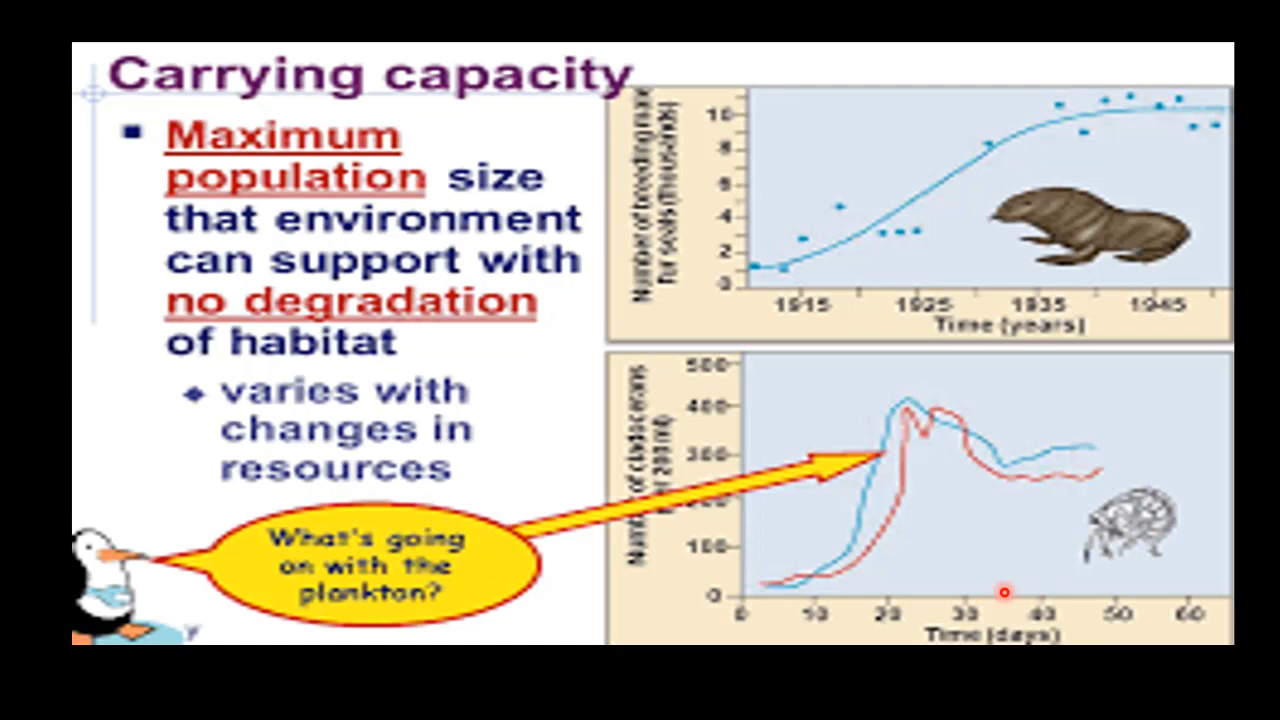 Carrying capacity
Maximum
population size
that environment
can support with
no degradation
of habitat
varies with
changes in
resources
What's going
on with the
plankton?
y
Number of breeding
fur seals (thousands)
10
8
6
4
2
0
1915 1925 1935 1945
Time (years)
Number of cladocerans
200 ml)
500
400
300
100
0
0 10 20 30 40 50 60
Time (days)